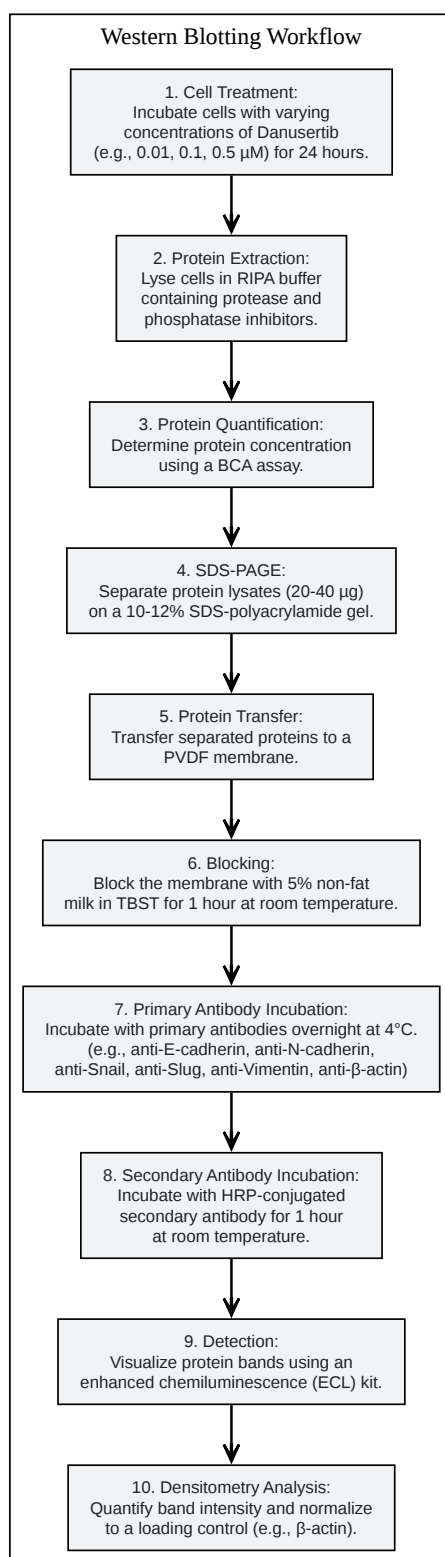 Western Blotting Workflow
1. Cell Treatment:
Incubate cells with varying
concentrations of Danusertib
(e.g., 0.01, 0.1, 0.5 µM) for 24 hours.
2. Protein Extraction:
Lyse cells in RIPA buffer
containing protease and
phosphatase inhibitors.
3. Protein Quantification:
Determine protein concentration
using a BCA assay.
4. SDS-PAGE:
Separate protein lysates (20-40 µg)
on a 10-12% SDS-polyacrylamide gel.
5. Protein Transfer:
Transfer separated proteins to a
PVDF membrane.
6. Blocking:
Block the membrane with 5% non-fat
milk in TBST for 1 hour at room temperature.
7. Primary Antibody Incubation:
Incubate with primary antibodies overnight at 4°C.
(e.g., anti-E-cadherin, anti-N-cadherin,
anti-Snail, anti-Slug, anti-Vimentin, anti-β-actin)
8. Secondary Antibody Incubation:
Incubate with HRP-conjugated
secondary antibody for 1 hour
at room temperature.
9. Detection:
Visualize protein bands using an
enhanced chemiluminescence (ECL) kit.
10. Densitometry Analysis:
Quantify band intensity and normalize
to a loading control (e.g., β-actin).